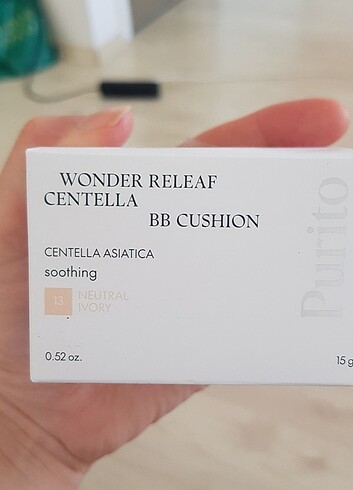 WONDER RELEAF
CENTELLA
BB CUSHION
CENTELLA ASIATICA
soothing
13 NEUTRAL
IVORY
0.52 oz.
15 g
Purito